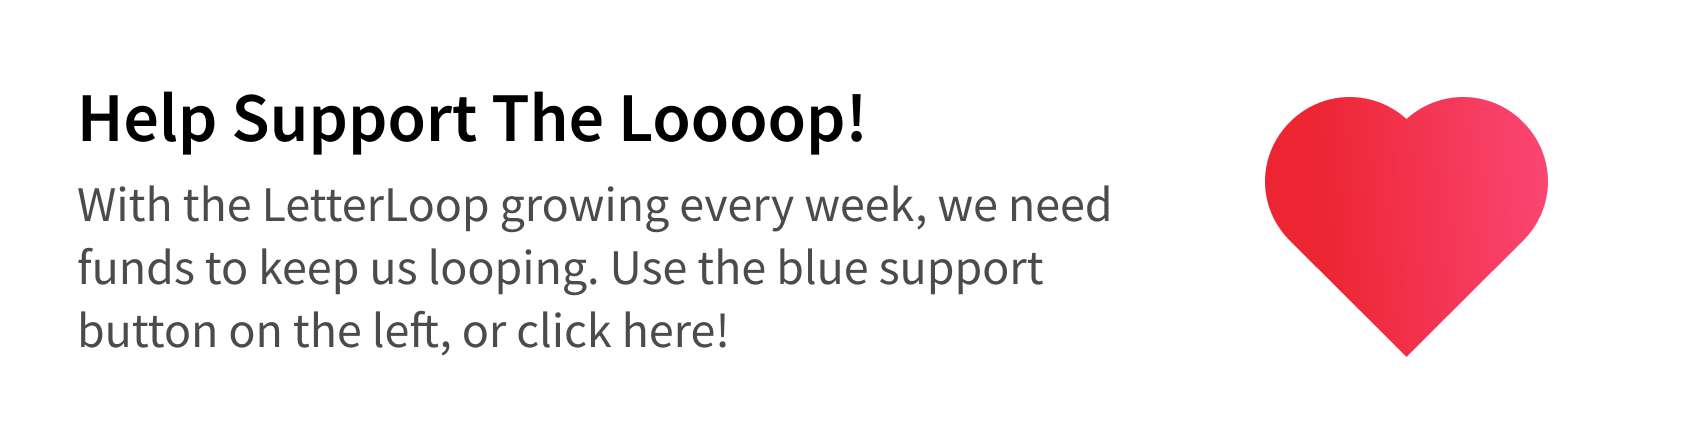 Help Support The Loooop!
With the LetterLoop growing every week, we need
funds to keep us looping. Use the blue support
button on the left, or click here!